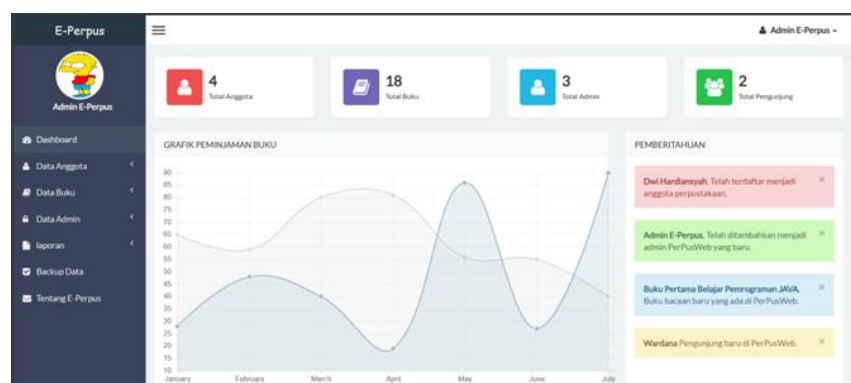 E-Perpus
Admin E-Perpus
Admin E-Perpus
Dashboard
Data Anggota
Data Buku
Data Admin
laporan
Backup Data
Tentang E-Perpus
4
Total Anggota
18
Total Buku
3
Total Admin
2
Total Pengunjung
GRAFIK PEMINJAMAN BUKU
90
85
80
75
70
65
60
55
50
45
40
35
30
25
20
15
10
January
February
March
April
May
June
July
PEMBERITAHUAN
Dwi Hardiansyah, Telah terdaftar menjadi
anggota perpustakaan.
Admin E-Perpus, Telah ditambahkan menjadi
admin PerPusWeb yang baru.
Buku Pertama Belajar Pemrograman JAVA,
Buku bacaan baru yang ada di PerPusWeb.
Wardana Pengunjung baru di PerPusWeb.